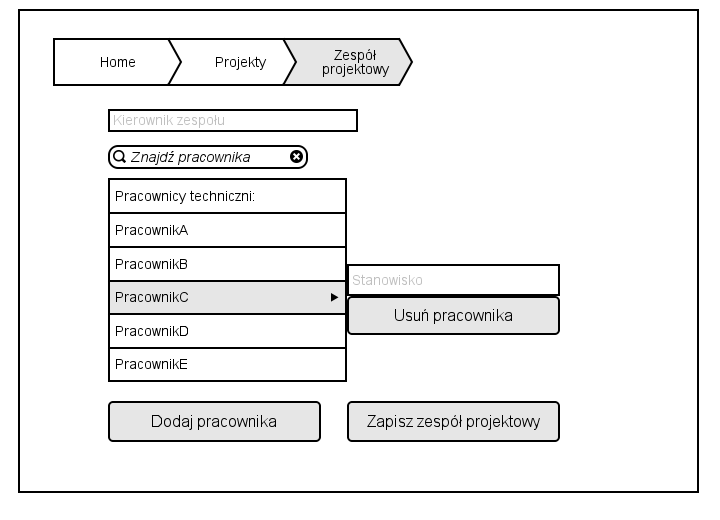 Home
Projekty
Zespół
projektowy
Kierownik zespołu
Znajdź pracownika
Pracownicy techniczni:
PracownikA
PracownikB
PracownikC
Stanowisko
Usuń pracownika
PracownikD
PracownikE
Dodaj pracownika
Zapisz zespół projektowy